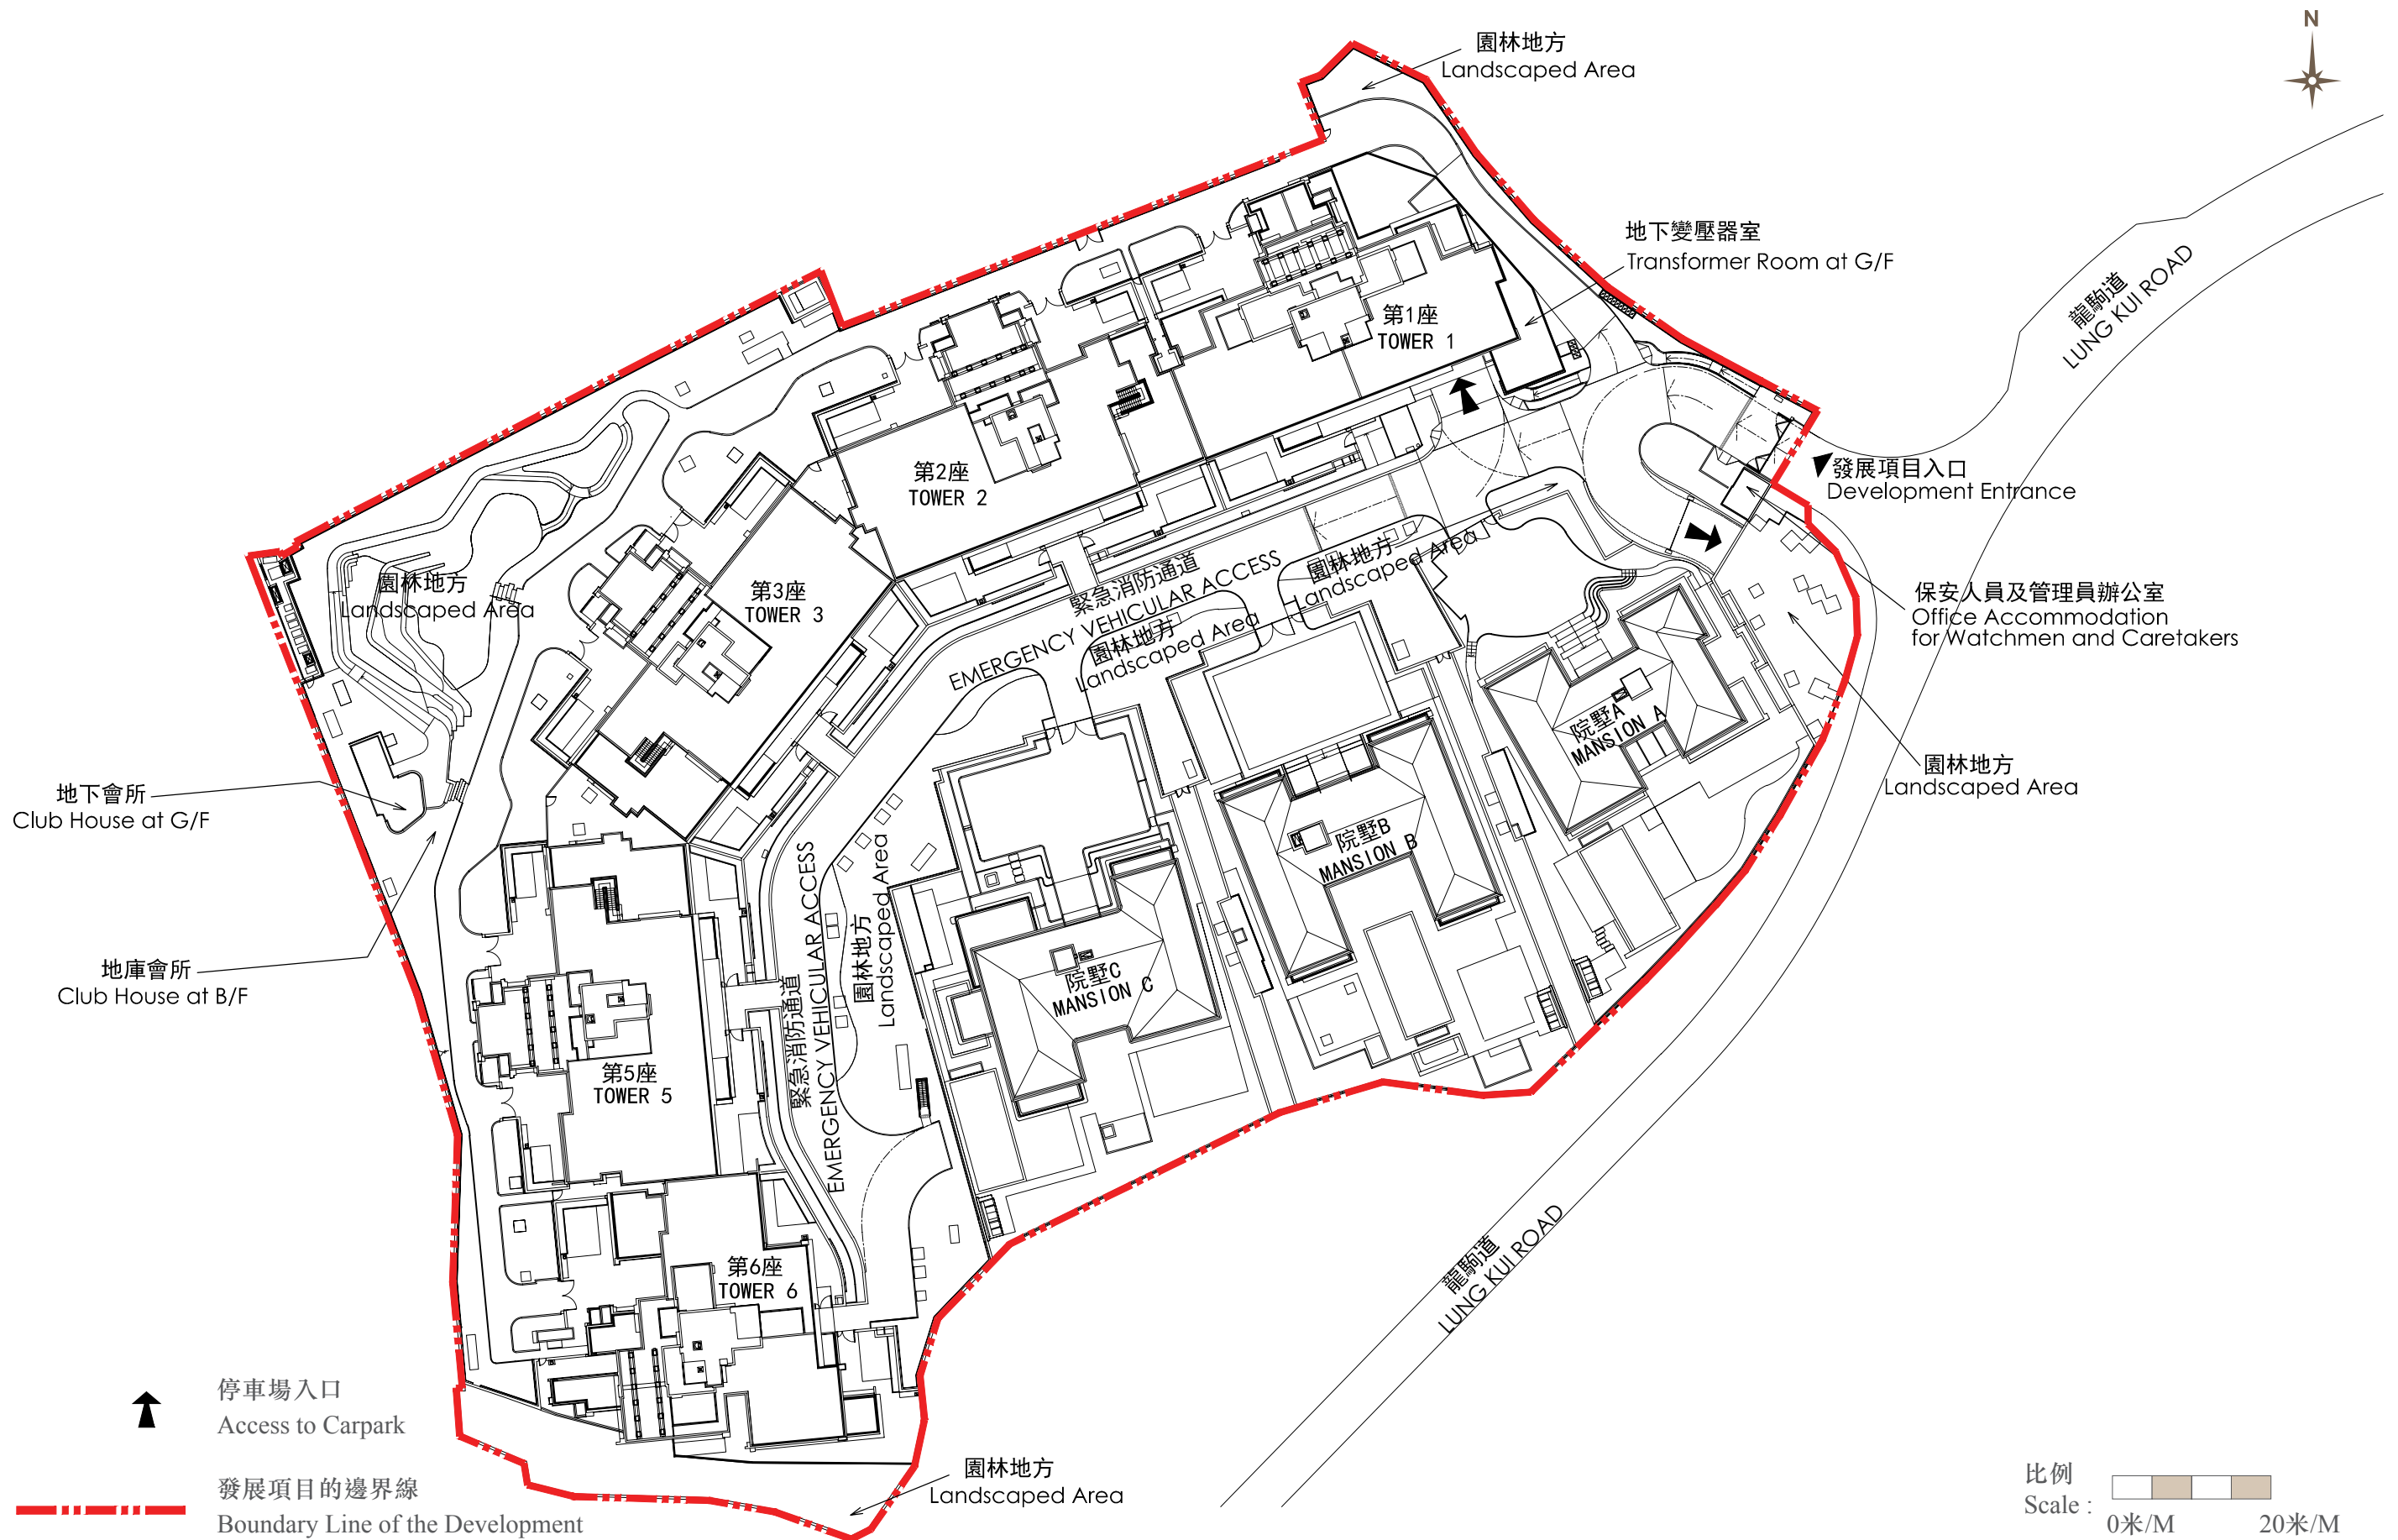 N
園林地方
Landscaped Area
地下變壓器室
Transformer Room at G/F
龍駒道
LUNG KUI ROAD
第1座
TOWER 1
第2座
TOWER 2
發展項目入口
Development Entrance
園林地方
Landscaped Area
第3座
TOWER 3
緊急消防通道
EMERGENCY VEHICULAR ACCESS
園林地方
Landscaped Area
園林地方
Landscaped Area
保安人員及管理員辦公室
Office Accommodation
for Watchmen and Caretakers
院墅A
MANSION A
園林地方
Landscaped Area
地下會所
Club House at G/F
院墅B
MANSION B
地庫會所
Club House at B/F
緊急消防通道
EMERGENCY VEHICULAR ACCESS
園林地方
Landscaped Area
院墅C
MANSION C
第5座
TOWER 5
第6座
TOWER 6
龍駒道
LUNG KUI ROAD
停車場入口
Access to Carpark
發展項目的邊界線
Boundary Line of the Development
園林地方
Landscaped Area
比例
Scale :
0米/M 20米/M